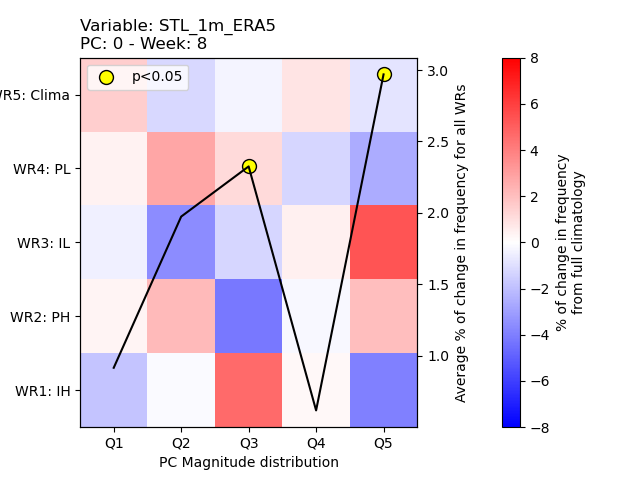 Variable: STL_1m_ERA5
PC: 0 - Week: 8
p<0.05
WR5: Clima
WR4: PL
WR3: IL
WR2: PH
WR1: IH
Q1 Q2 Q3 Q4 Q5
PC Magnitude distribution
3.0
2.5
2.0
1.5
1.0
Average % of change in frequency for all WRs
8
6
4
2
0
−2
−4
−6
−8
% of change in frequency
from full climatology